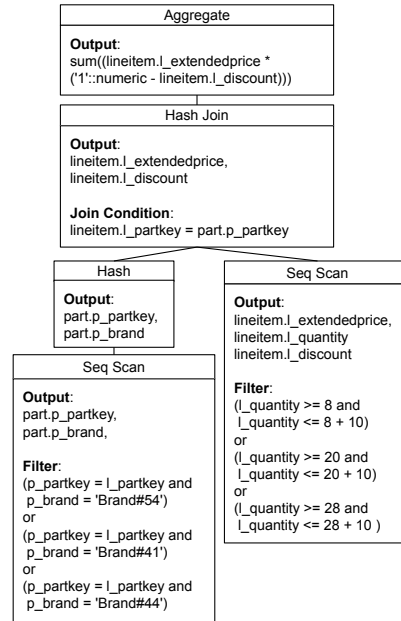 Aggregate
Output:
sum((lineitem.l_extendedprice *
('1'::numeric - lineitem.l_discount)))
Hash Join
Output:
lineitem.l_extendedprice,
lineitem.l_discount
Join Condition:
lineitem.l_partkey = part.p_partkey
Hash
Output:
part.p_partkey,
part.p_brand
Seq Scan
Output:
part.p_partkey,
part.p_brand,
Filter:
(p_partkey = l_partkey and
p_brand = 'Brand#54')
or
(p_partkey = l_partkey and
p_brand = 'Brand#41')
or
(p_partkey = l_partkey and
p_brand = 'Brand#44')
Seq Scan
Output:
lineitem.l_extendedprice,
lineitem.l_quantity
lineitem.l_discount
Filter:
(l_quantity >= 8 and
l_quantity <= 8 + 10)
or
(l_quantity >= 20 and
l_quantity <= 20 + 10)
or
(l_quantity >= 28 and
l_quantity <= 28 + 10 )